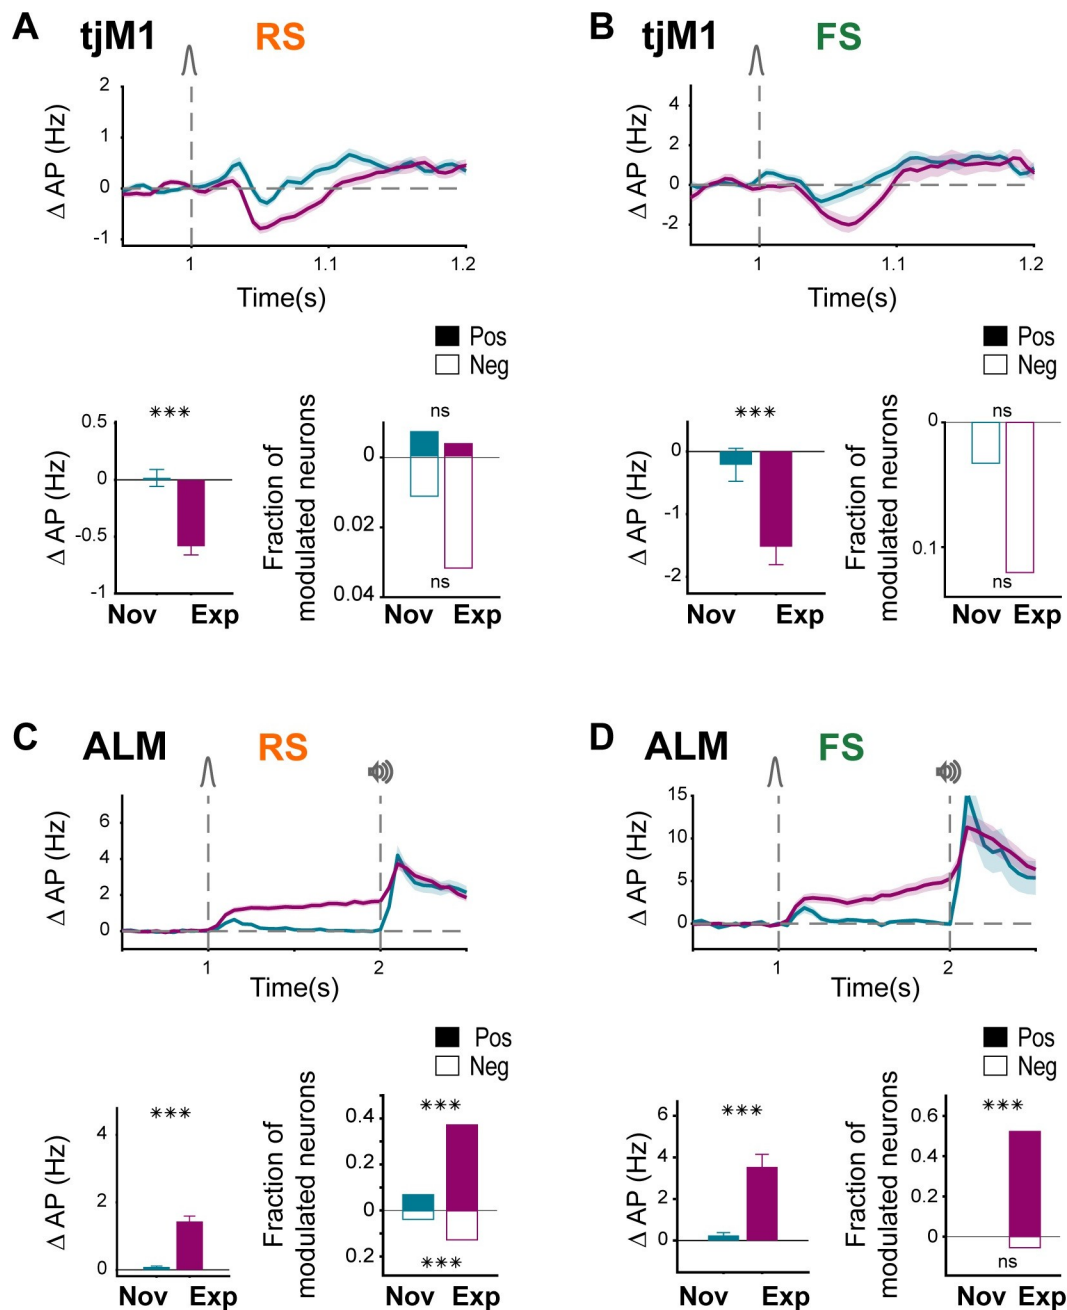 A tjM1 RS
Δ AP (Hz)
2
1
0
-1
1 1.1 1.2
Time(s)
B tjM1 FS
Δ AP (Hz)
4
2
0
-2
1 1.1 1.2
Time(s)
Pos
Neg
Δ AP (Hz)
0.5
0
-0.5
-1
***
Nov Exp
Fraction of
modulated neurons
ns
0
0.02
0.04
ns
Nov Exp
Pos
Neg
Δ AP (Hz)
***
0
-1
-2
Nov Exp
Fraction of
modulated neurons
0
ns
0.1
ns
Nov Exp
C ALM RS
Δ AP (Hz)
6
4
2
0
1 2
Time(s)
D ALM FS
Δ AP (Hz)
15
10
5
0
1 2
Time(s)
Pos
Neg
Δ AP (Hz)
***
4
2
0
Nov Exp
Fraction of
modulated neurons
0.4
***
0.2
0
0.2
***
Nov Exp
Pos
Neg
Δ AP (Hz)
6
***
4
2
0
Nov Exp
Fraction of
modulated neurons
0.6
***
0.4
0.2
0
ns
Nov Exp